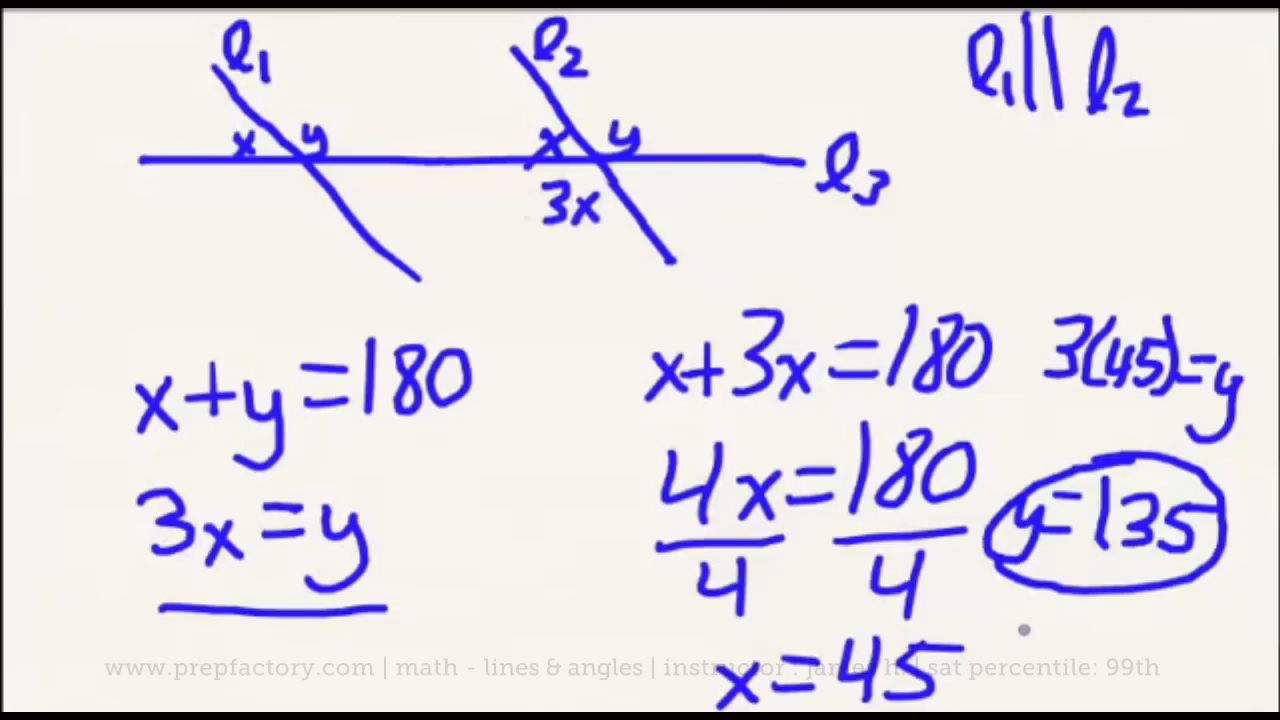 l₁ l₂ l₁ || l₂
x y x y l₃
3x
x + y = 180 x + 3x = 180 3(45) = y
3x = y 4x = 180 y = 135
4 4
x = 45
www.prepfactory.com | math - lines & angles | instructor : james h. | sat percentile: 99th